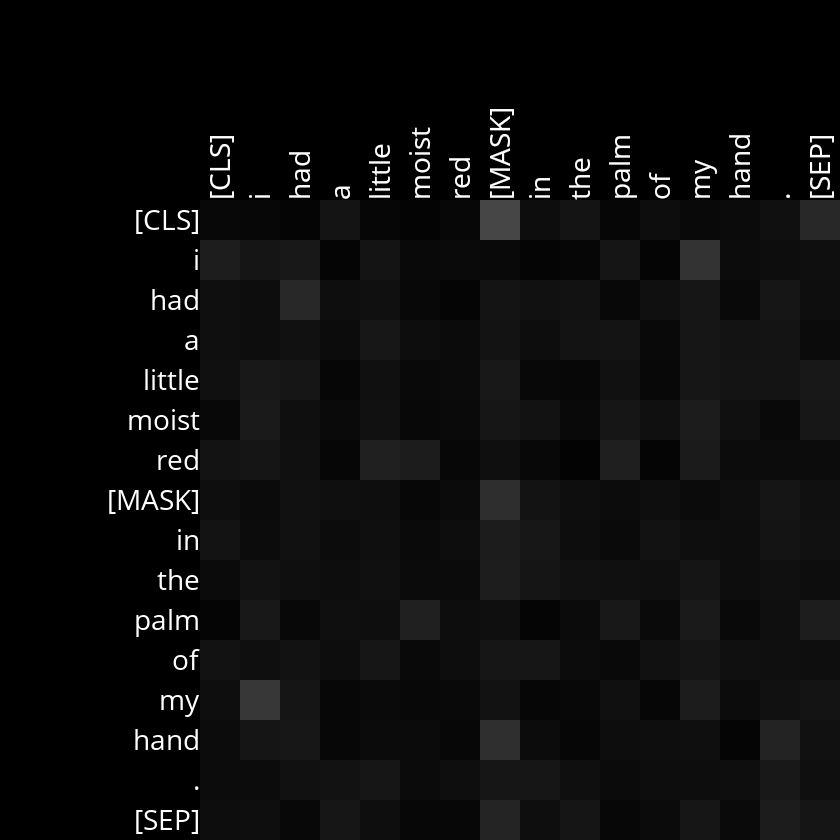 [CLS] i had a little moist red [MASK] in the palm of my hand . [SEP]
[CLS]
i
had
a
little
moist
red
[MASK]
in
the
palm
of
my
hand
.
[SEP]